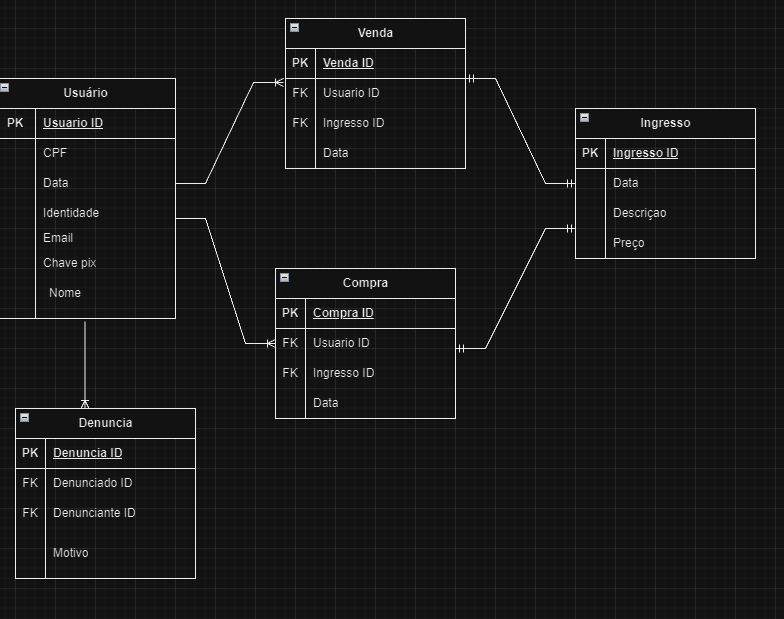 Venda
PK Venda ID
FK Usuario ID
FK Ingresso ID
Data
Usuário
PK Usuario ID
CPF
Data
Identidade
Email
Chave pix
Nome
Ingresso
PK Ingresso ID
Data
Descriçao
Preço
Compra
PK Compra ID
FK Usuario ID
FK Ingresso ID
Data
Denuncia
PK Denuncia ID
FK Denunciado ID
FK Denunciante ID
Motivo